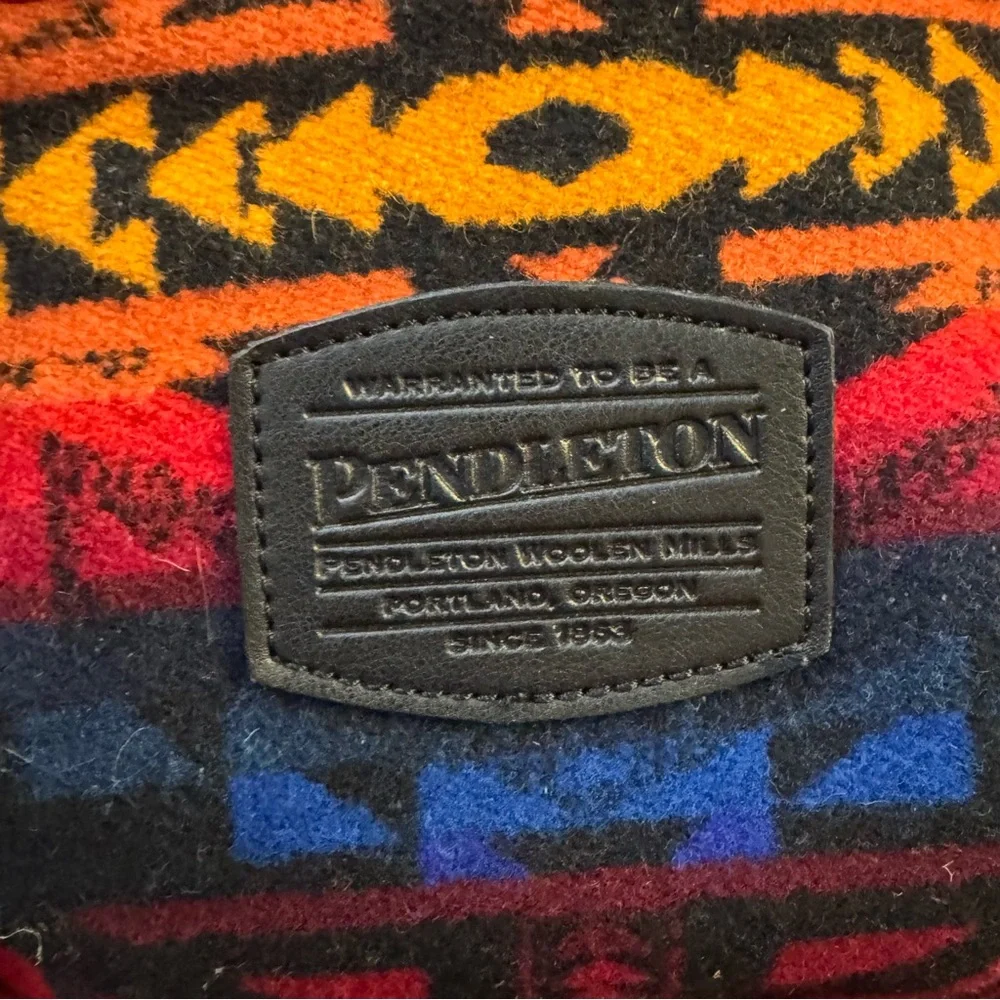 WARRANTED TO BE A
PENDLETON
PENDLETON WOOLEN MILLS
PORTLAND, OREGON
SINCE 1863